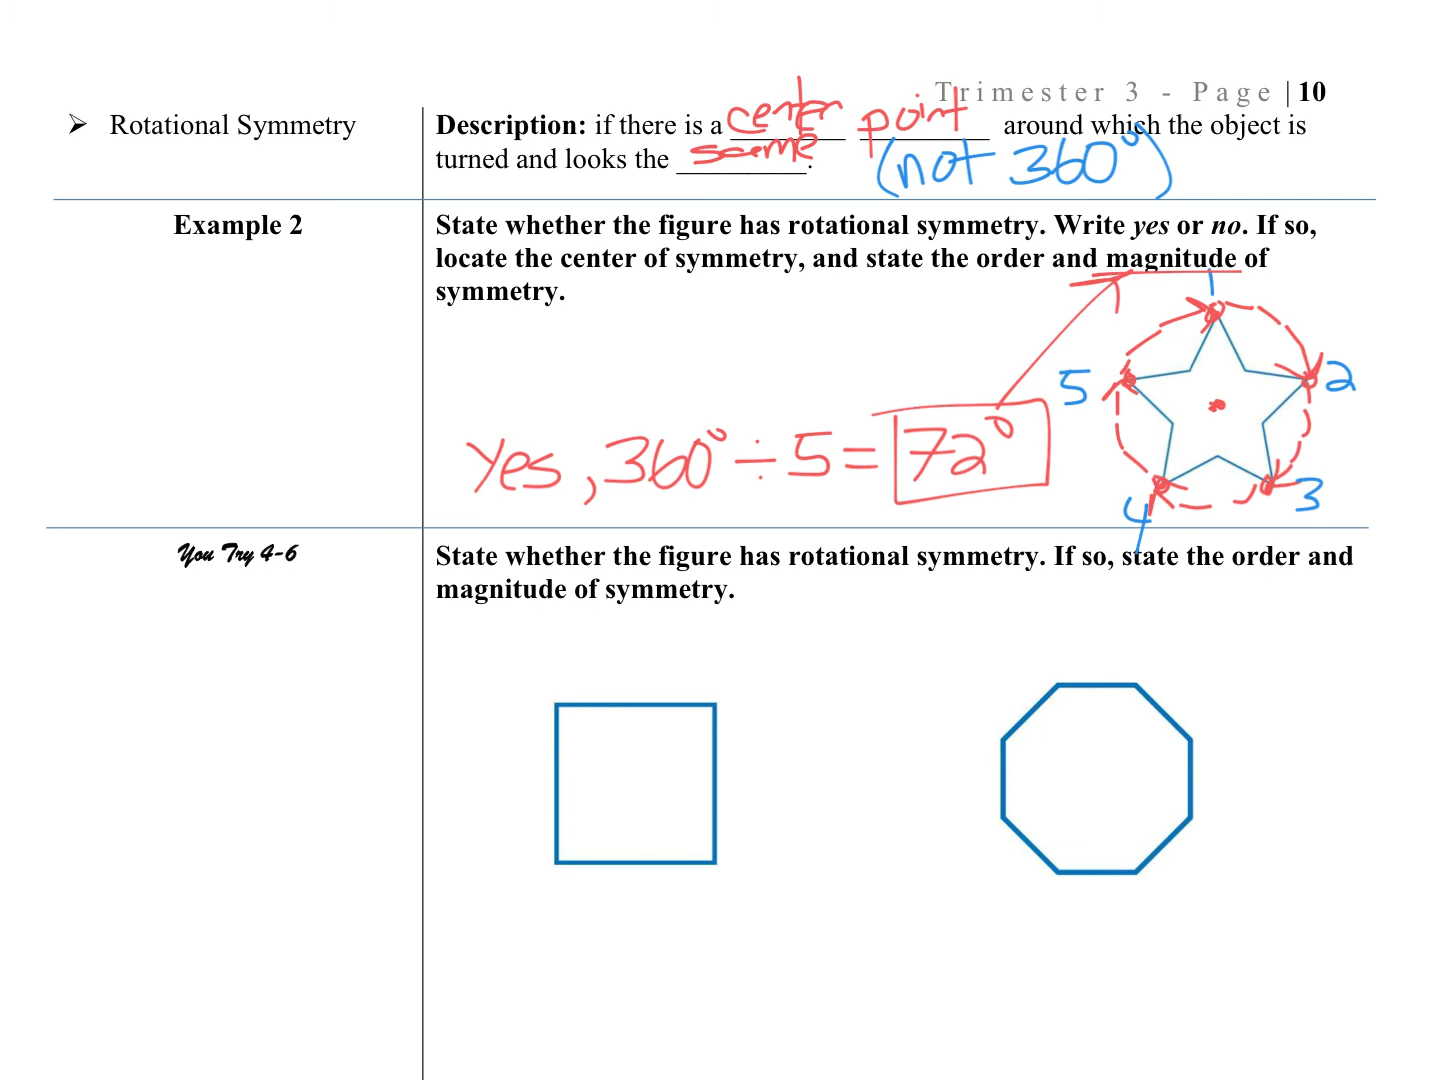 Trimester 3 - Page | 10
➢ Rotational Symmetry
Description: if there is a center point around which the object is
turned and looks the same. (not 360°)
Example 2
State whether the figure has rotational symmetry. Write yes or no. If so,
locate the center of symmetry, and state the order and magnitude of
symmetry.
1
5
2
yes, 360° ÷ 5 = 72°
4
3
You Try 4-6
State whether the figure has rotational symmetry. If so, state the order and
magnitude of symmetry.